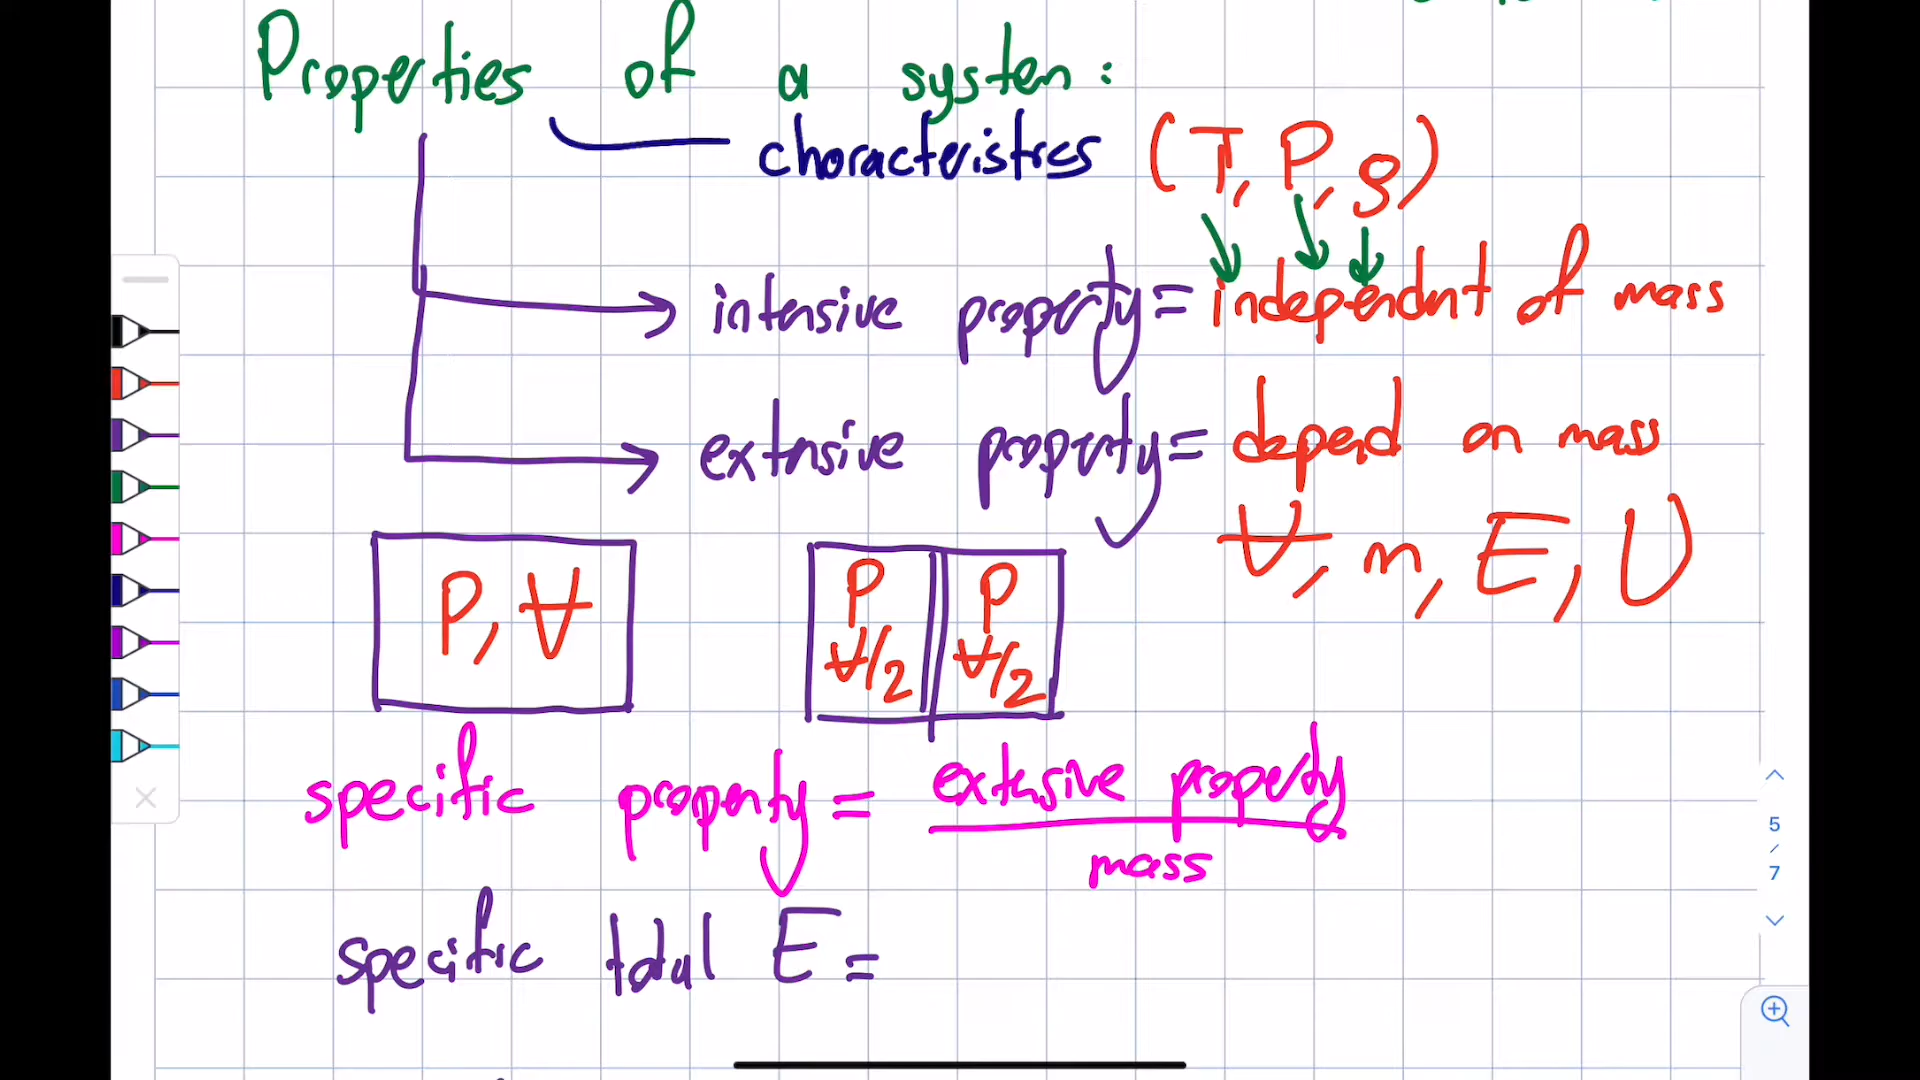 Properties of a system:
characteristics (T, P, ρ)
intensive property = independent of mass
extensive property = depend on mass
V, m, E, U
P, V
P P
V/2 V/2
specific property = extensive property
mass
specific total E =
5
/
7